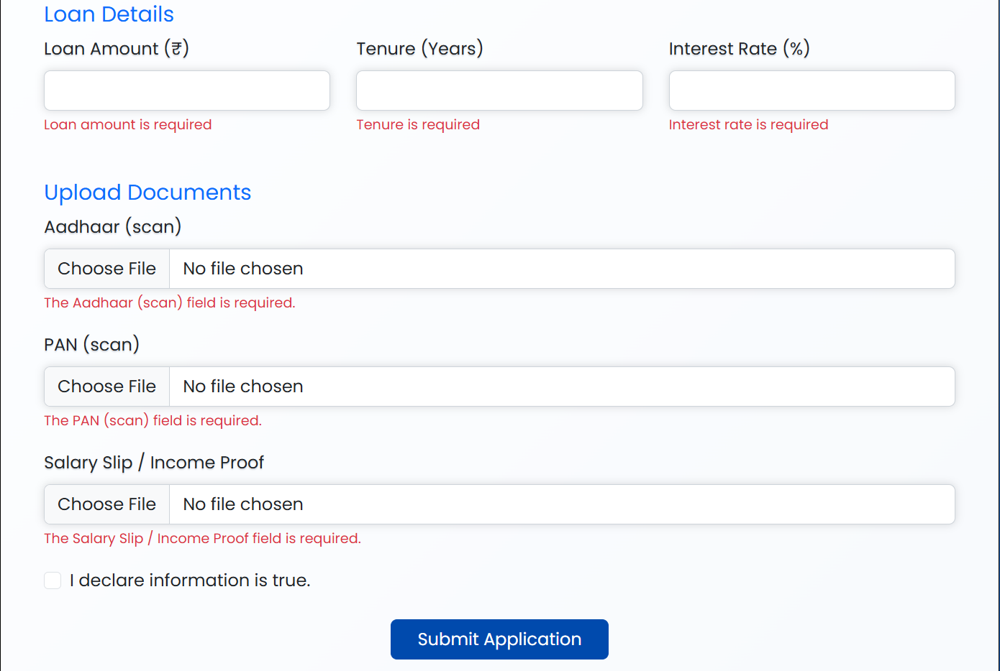 Loan Details
Loan Amount (₹) Tenure (Years) Interest Rate (%)
Loan amount is required Tenure is required Interest rate is required
Upload Documents
Aadhaar (scan)
Choose File No file chosen
The Aadhaar (scan) field is required.
PAN (scan)
Choose File No file chosen
The PAN (scan) field is required.
Salary Slip / Income Proof
Choose File No file chosen
The Salary Slip / Income Proof field is required.
I declare information is true.
Submit Application